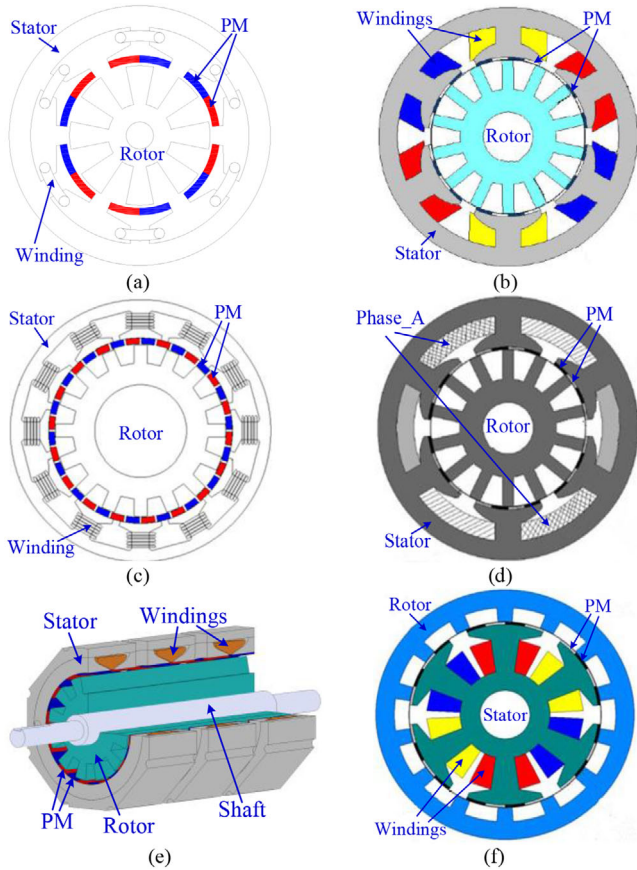 Stator
PM
Rotor
Winding
(a)
Windings
PM
Rotor
Stator
(b)
Stator
PM
Rotor
Winding
(c)
Phase_A
PM
Rotor
Stator
(d)
Stator
Windings
PM
Rotor
Shaft
(e)
Rotor
PM
Stator
Windings
(f)